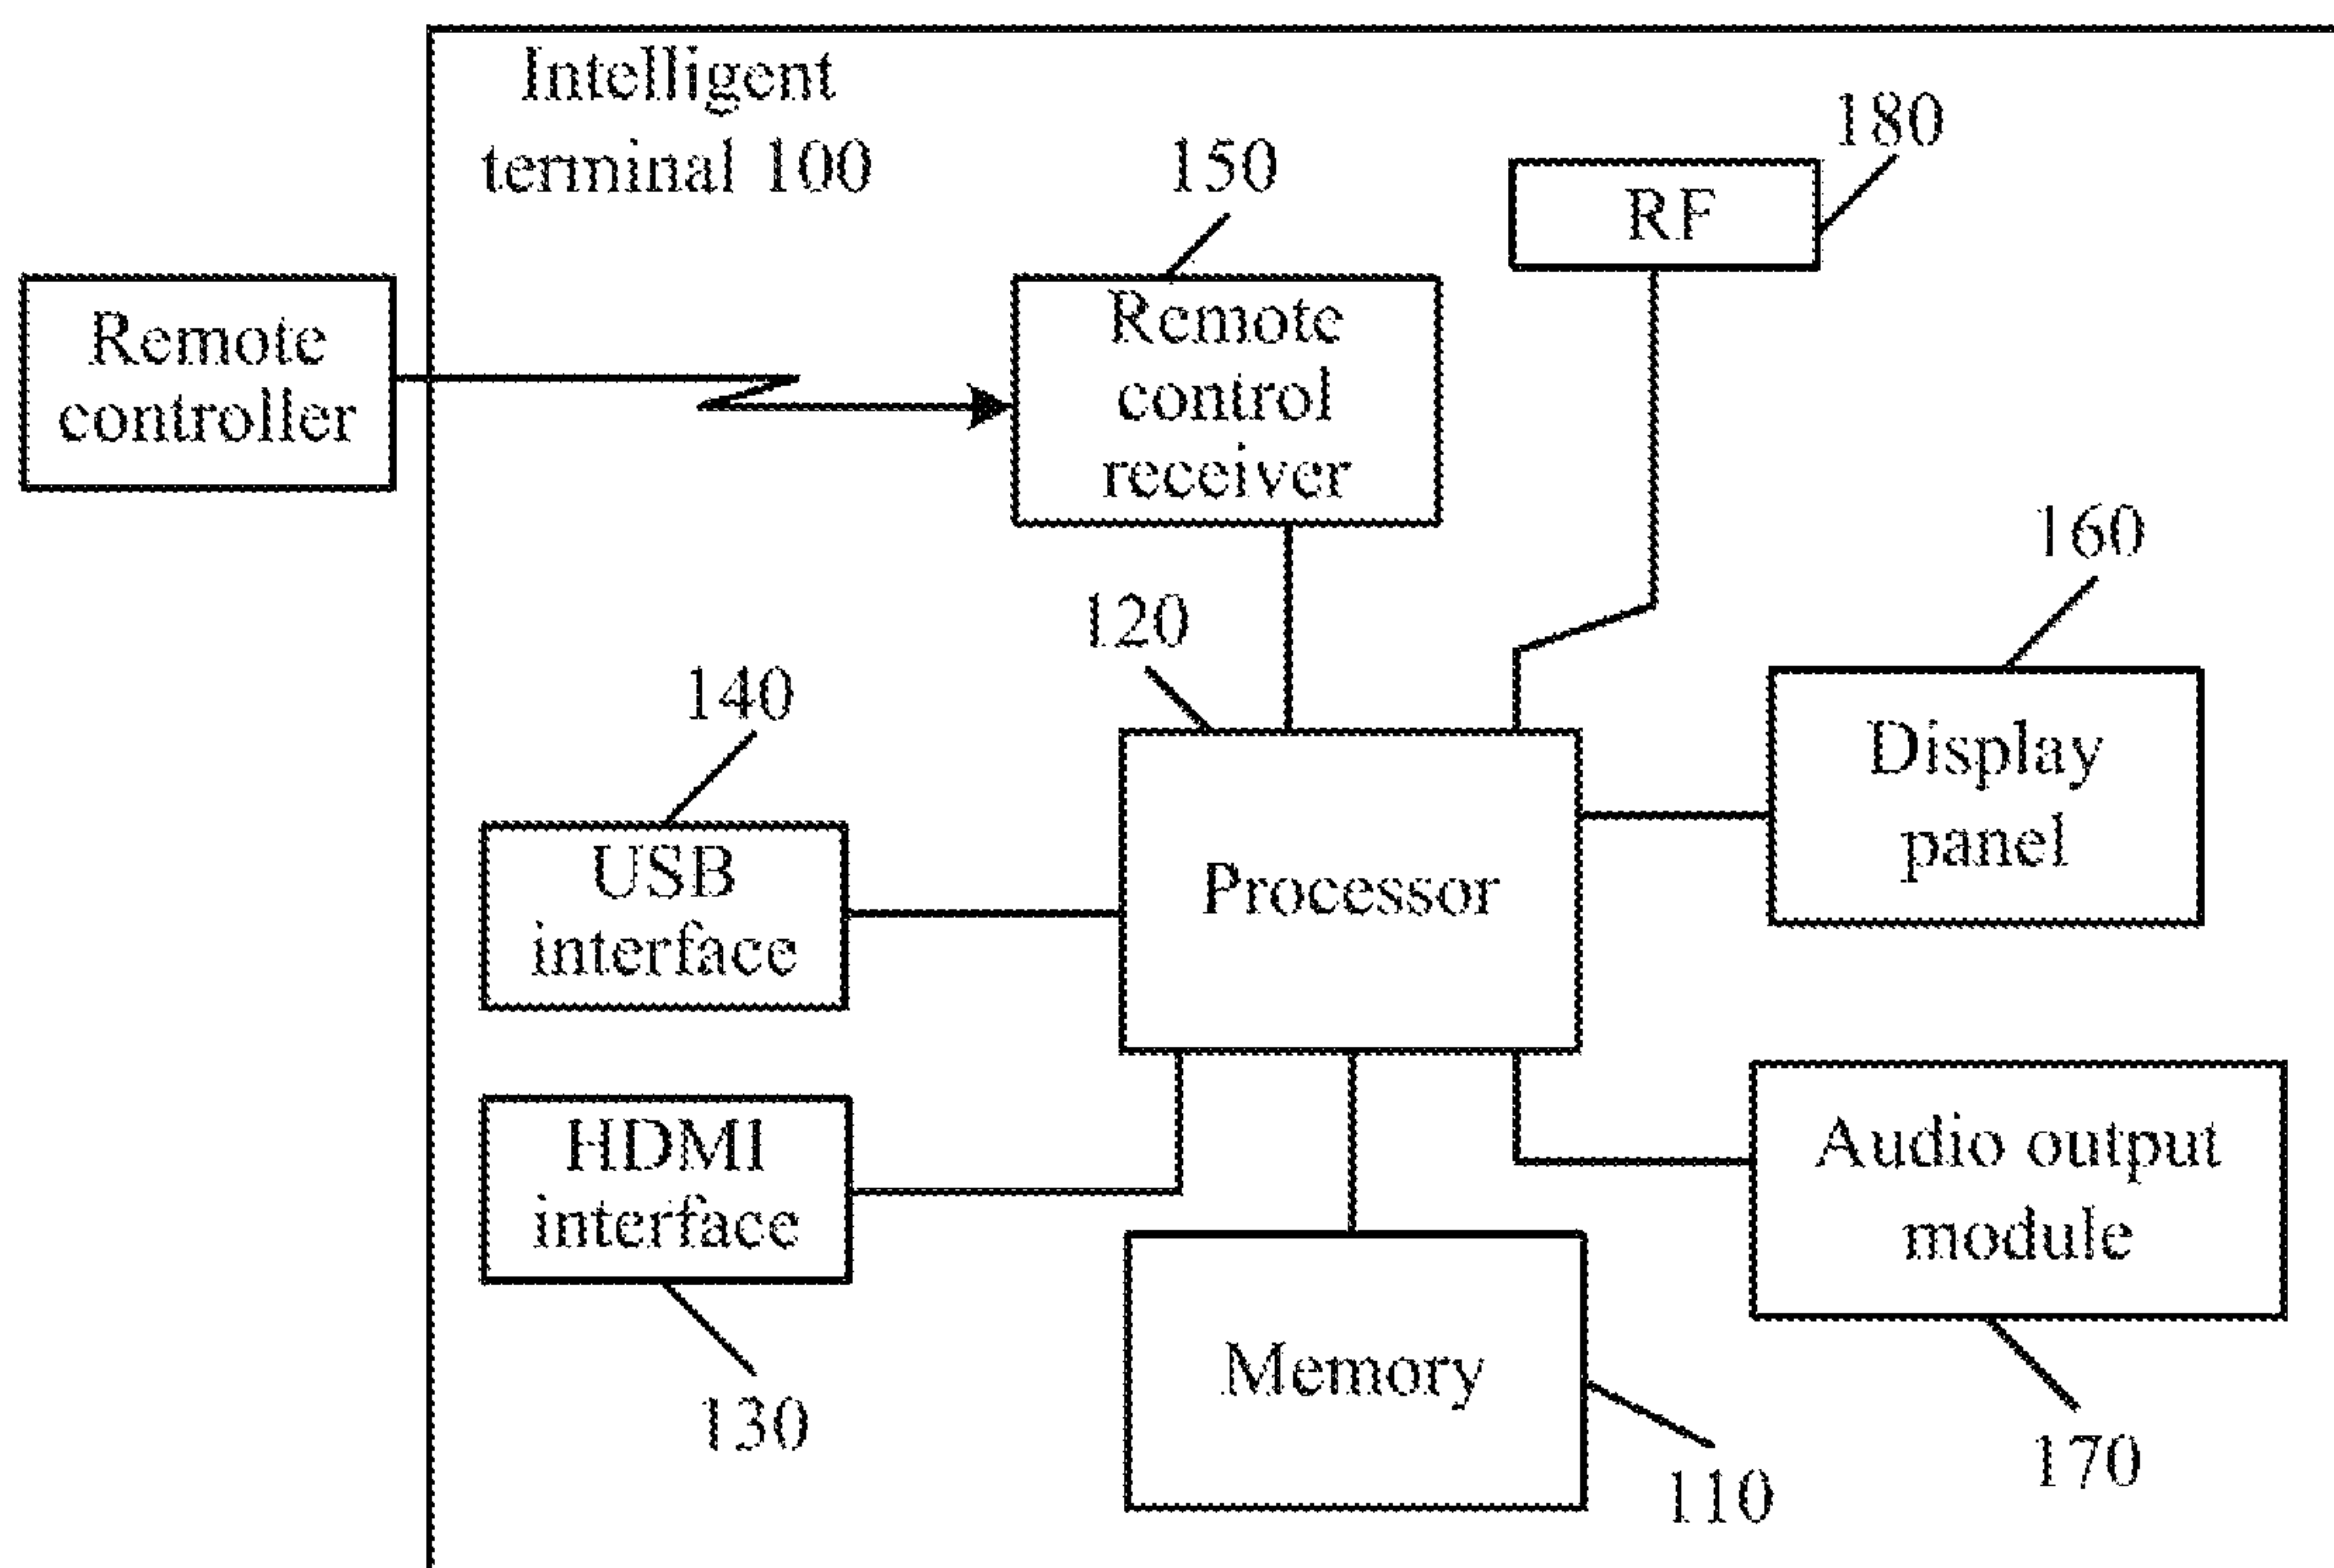 Intelligent
terminal 100
180
RF
150
Remote
control
receiver
Remote
controller
160
120
140
Display
panel
USB
interface
Processor
HDMI
interface
Audio output
module
Memory
130
170
110